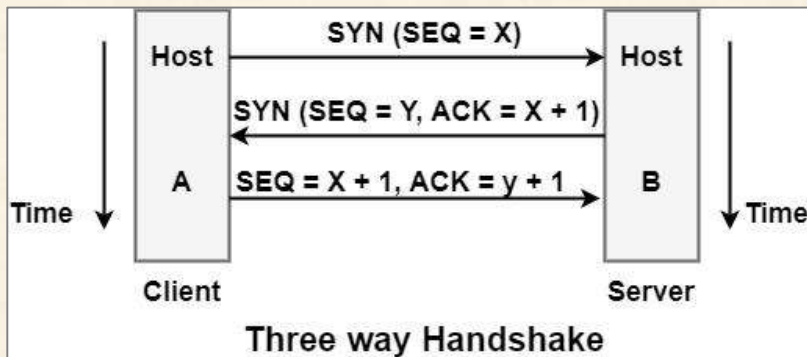 SYN (SEQ = X)
Host
Host
SYN (SEQ = Y, ACK = X + 1)
A
SEQ = X + 1, ACK = y + 1
B
Time
Time
Client
Server
Three way Handshake